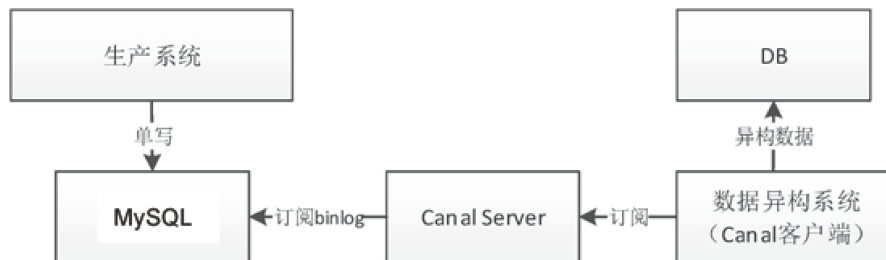 生产系统
DB
单写
异构数据
MySQL
订阅binlog
Canal Server
订阅
数据异构系统
（Canal客户端）